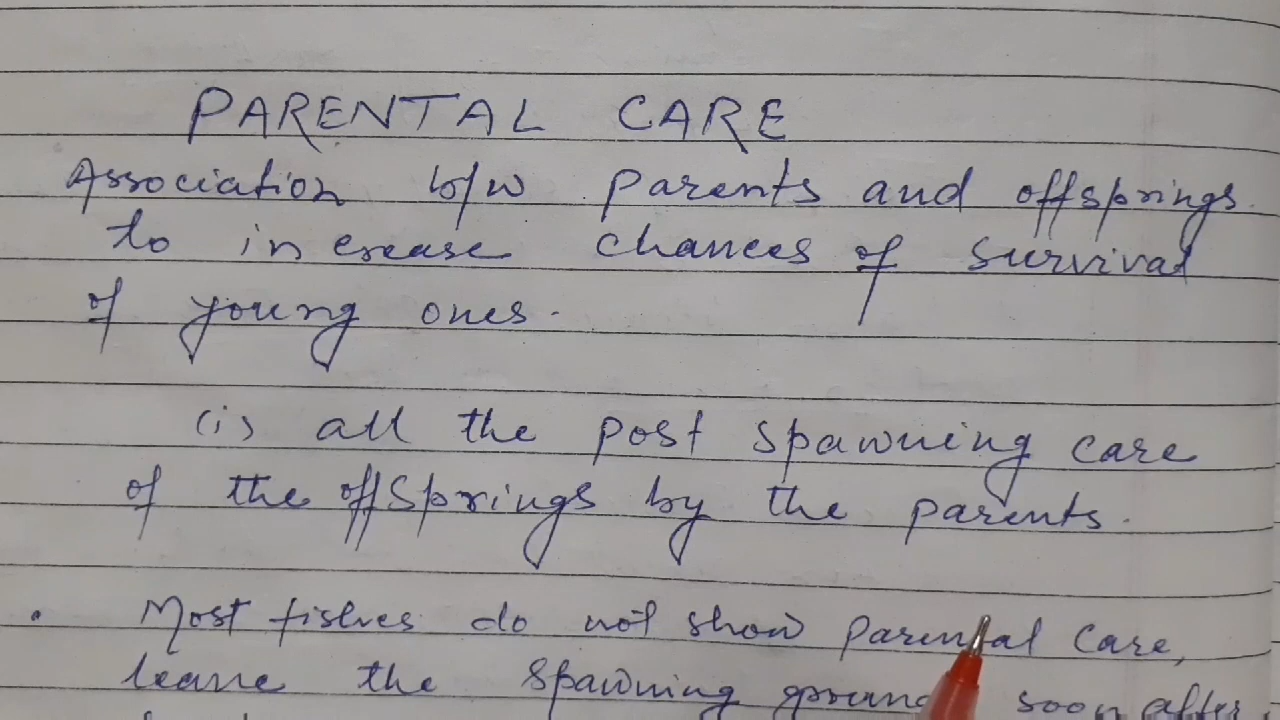 PARENTAL CARE
Association b/w parents and offsprings
to increase chances of survival
of young ones.
(i) all the post spawning care
of the offsprings by the parents.
• Most fishes do not show parental care,
leave the spawning ground soon after